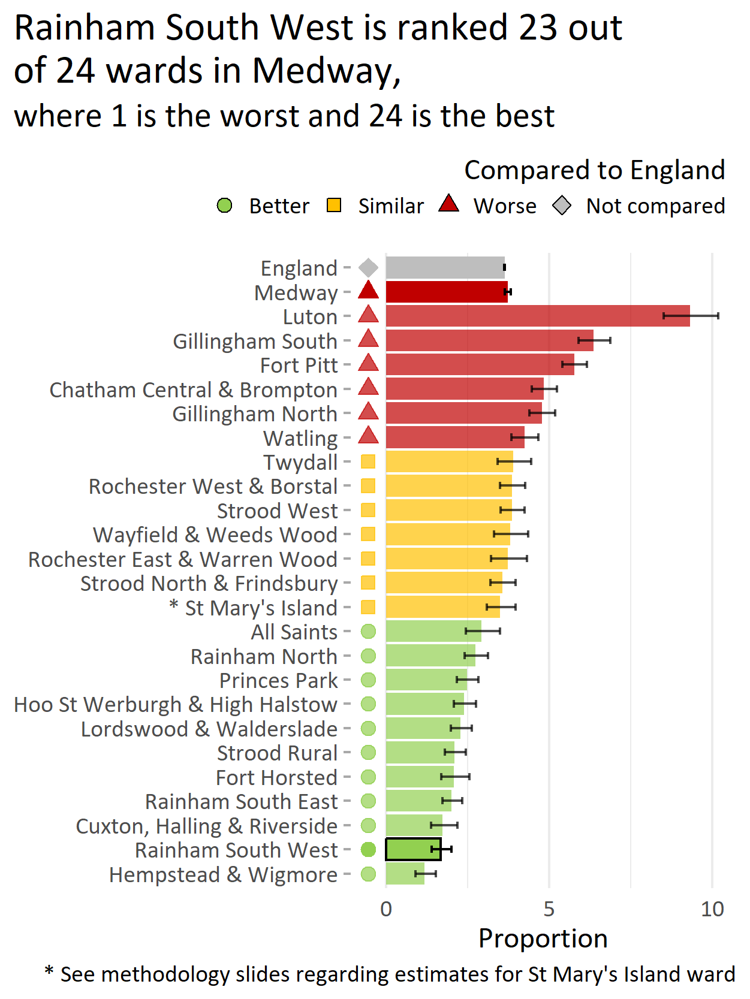 Rainham South West is ranked 23 out
of 24 wards in Medway,
where 1 is the worst and 24 is the best
Compared to England
Better Similar Worse Not compared
England
Medway
Luton
Gillingham South
Fort Pitt
Chatham Central & Brompton
Gillingham North
Watling
Twydall
Rochester West & Borstal
Strood West
Wayfield & Weeds Wood
Rochester East & Warren Wood
Strood North & Frindsbury
* St Mary's Island
All Saints
Rainham North
Princes Park
Hoo St Werburgh & High Halstow
Lordswood & Walderslade
Strood Rural
Fort Horsted
Rainham South East
Cuxton, Halling & Riverside
Rainham South West
Hempstead & Wigmore
0 5 10
Proportion
* See methodology slides regarding estimates for St Mary's Island ward